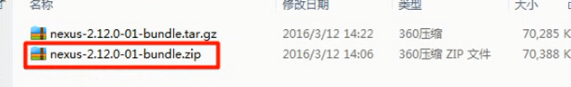 名称 修改日期 类型 大小
nexus-2.12.0-01-bundle.tar.gz 2016/3/12 14:22 360压缩 70,285 K
nexus-2.12.0-01-bundle.zip 2016/3/12 14:06 360压缩 ZIP 文件 70,388 K